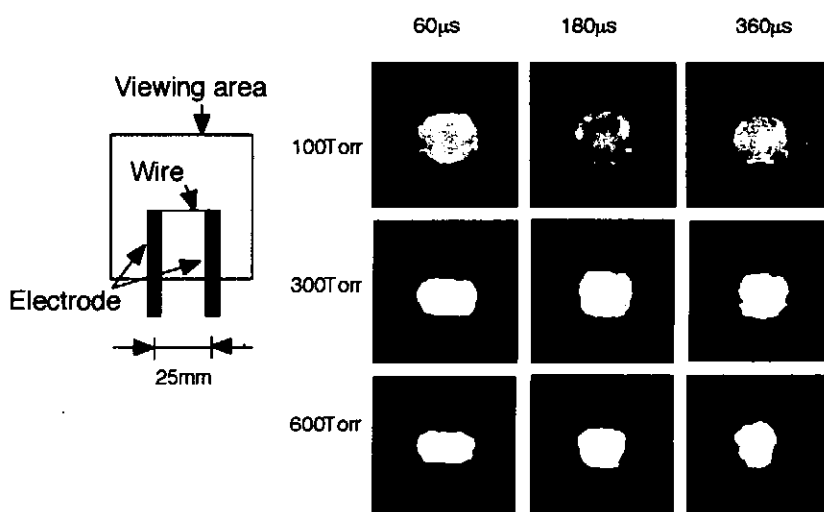 60μs 180μs 360μs
Viewing area
100Torr
Wire
300Torr
Electrode
25mm
600Torr